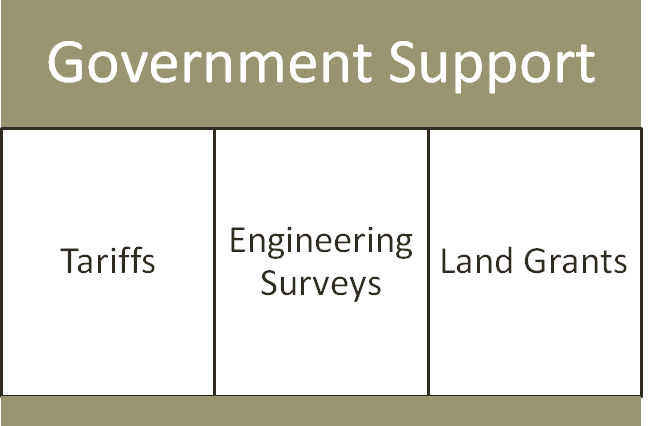 Government Support
Tariffs
Engineering
Surveys
Land Grants